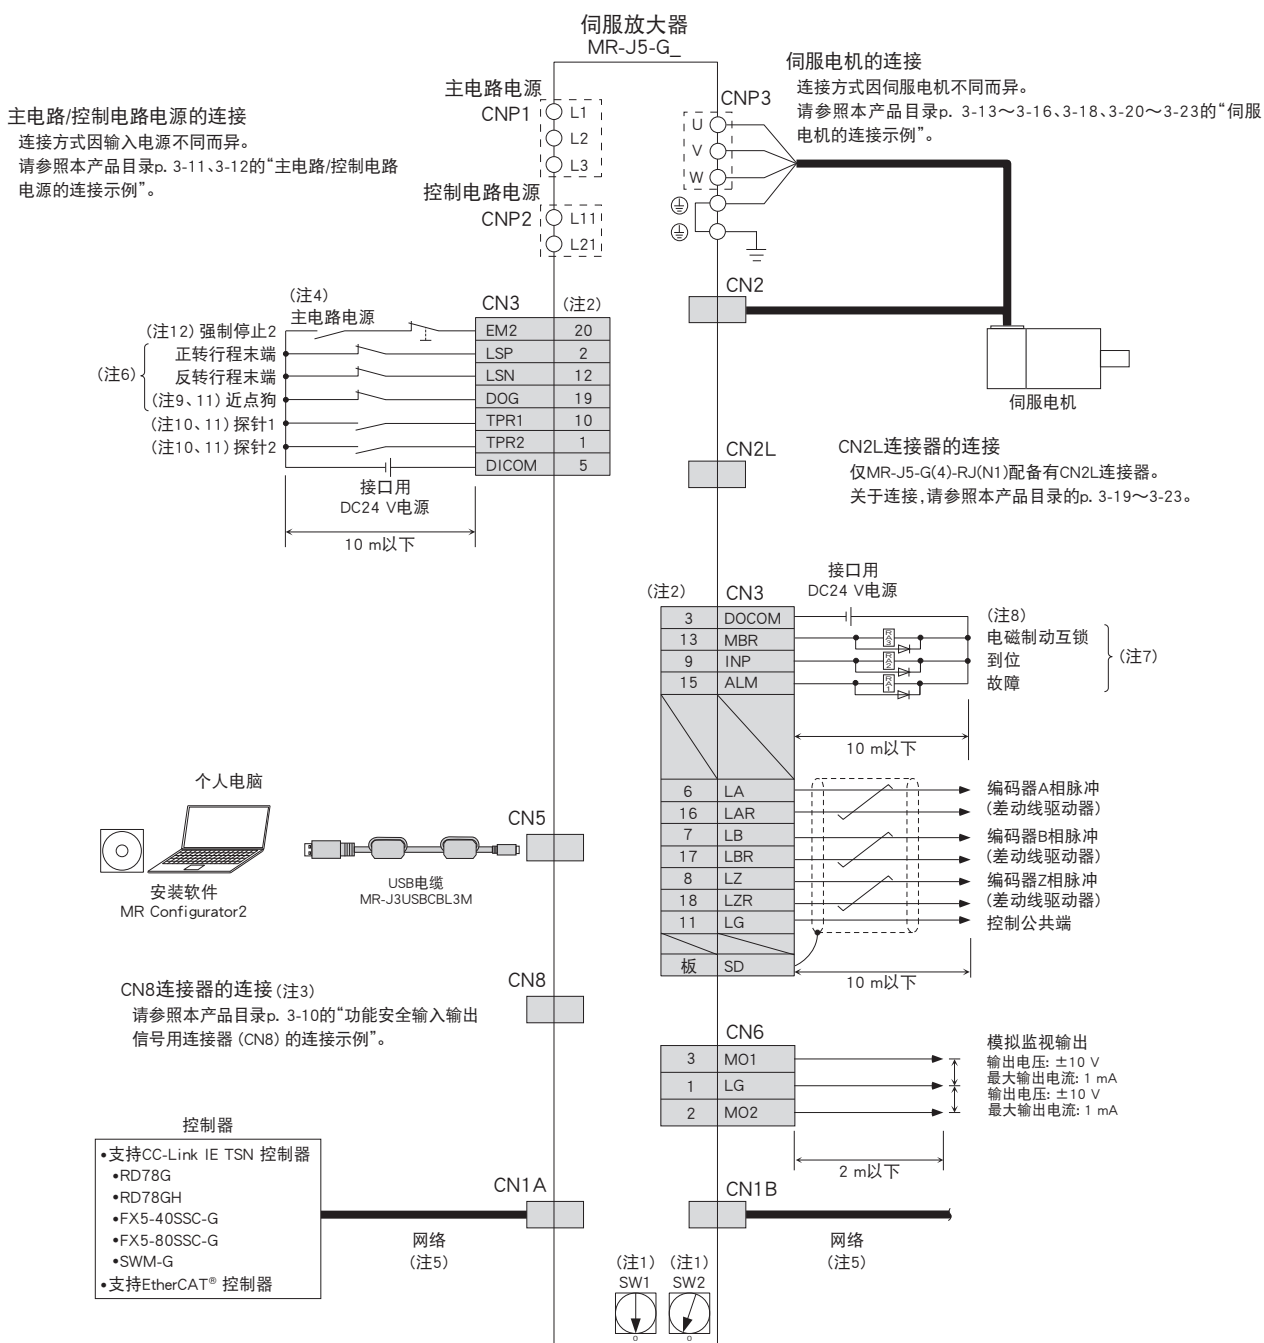 伺服放大器
MR-J5-G_
主电路/控制电路电源的连接
连接方式因输入电源不同而异。
请参照本产品目录p. 3-11、3-12的“主电路/控制电路
电源的连接示例”。
主电路电源
CNP1
L1
L2
L3
控制电路电源
CNP2
L11
L21
伺服电机的连接
连接方式因伺服电机不同而异。
请参照本产品目录p. 3-13～3-16、3-18、3-20～3-23的“伺服
电机的连接示例”。
CNP3
U
V
W
CN2
伺服电机
(注4)
主电路电源
CN3 (注2)
(注12) 强制停止2 EM2 20
正转行程末端 LSP 2
(注6) 反转行程末端 LSN 12
(注9、11) 近点狗 DOG 19
(注10、11) 探针1 TPR1 10
(注10、11) 探针2 TPR2 1
DICOM 5
接口用
DC24 V电源
10 m以下
CN2L
CN2L连接器的连接
仅MR-J5-G(4)-RJ(N1)配备有CN2L连接器。
关于连接,请参照本产品目录的p. 3-19～3-23。
接口用
DC24 V电源
(注2) CN3
3 DOCOM (注8)
13 MBR RA3 电磁制动互锁
9 INP RA2 到位 (注7)
15 ALM RA1 故障
10 m以下
6 LA 编码器A相脉冲
16 LAR (差动线驱动器)
7 LB 编码器B相脉冲
17 LBR (差动线驱动器)
8 LZ 编码器Z相脉冲
18 LZR (差动线驱动器)
11 LG 控制公共端
板 SD
10 m以下
个人电脑
安装软件
MR Configurator2
USB电缆
MR-J3USBCBL3M
CN5
CN8连接器的连接(注3)
请参照本产品目录p. 3-10的“功能安全输入输出
信号用连接器 (CN8) 的连接示例”。
CN8
CN6
3 MO1
1 LG
2 MO2
模拟监视输出
输出电压: ±10 V
最大输出电流: 1 mA
输出电压: ±10 V
最大输出电流: 1 mA
2 m以下
控制器
•支持CC-Link IE TSN 控制器
•RD78G
•RD78GH
•FX5-40SSC-G
•FX5-80SSC-G
•SWM-G
•支持EtherCAT® 控制器
CN1A
网络
(注5)
CN1B
网络
(注5)
(注1) (注1)
SW1 SW2
0 0